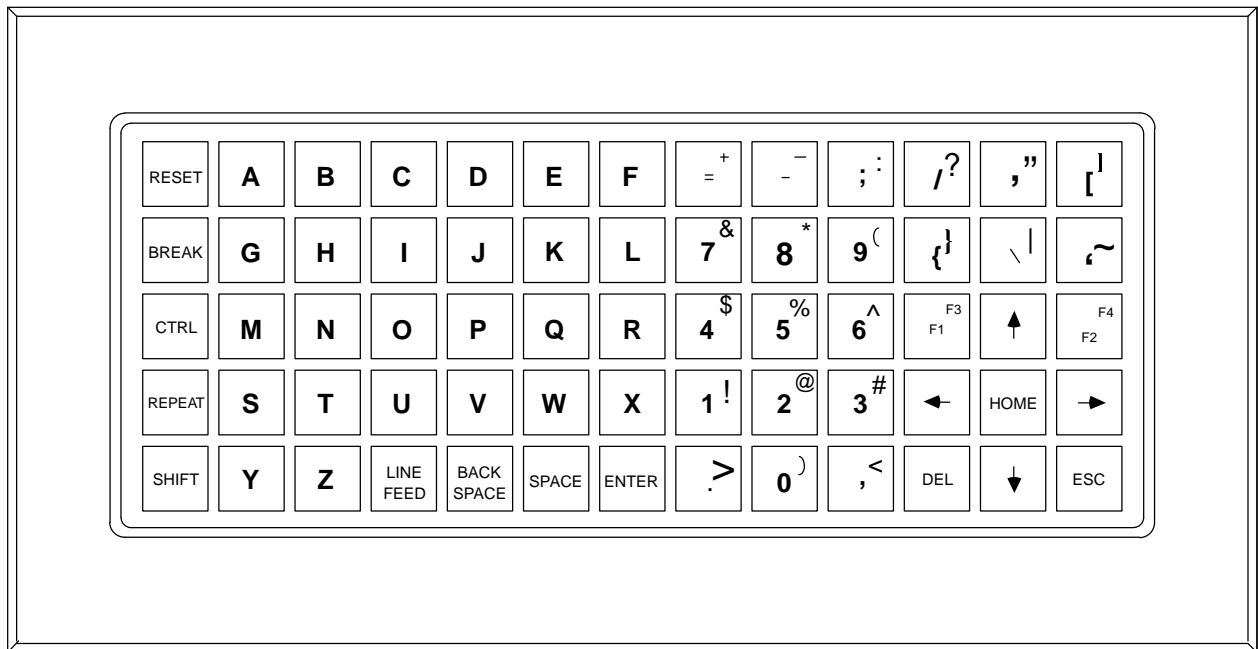 RESET A B C D E F = + - _ ; : / ? , ” [ ]
BREAK G H I J K L 7 & 8 * 9 ( { } \ | ‘ ~
CTRL M N O P Q R 4 $ 5 % 6 ^ F1 F3 ↑ F2 F4
REPEAT S T U V W X 1 ! 2 @ 3 # ← HOME →
SHIFT Y Z LINE FEED BACK SPACE SPACE ENTER . > 0 ) , < DEL ↓ ESC